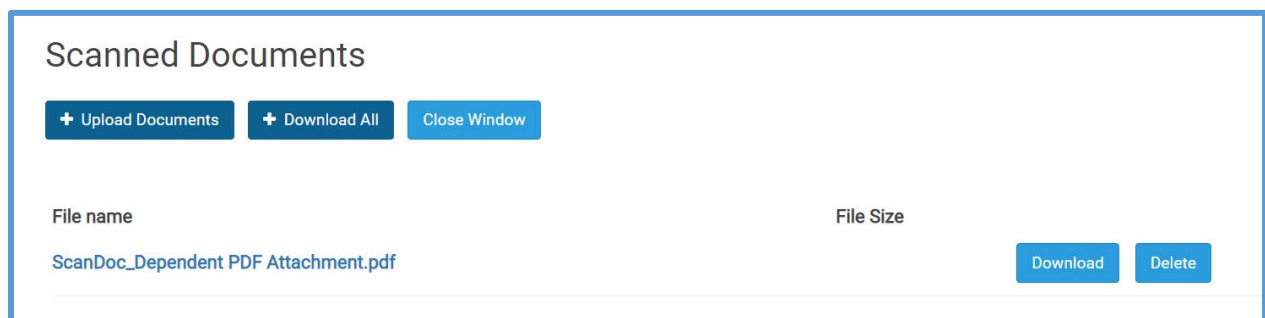 Scanned Documents
+ Upload Documents + Download All Close Window
File name File Size
ScanDoc_Dependent PDF Attachment.pdf Download Delete